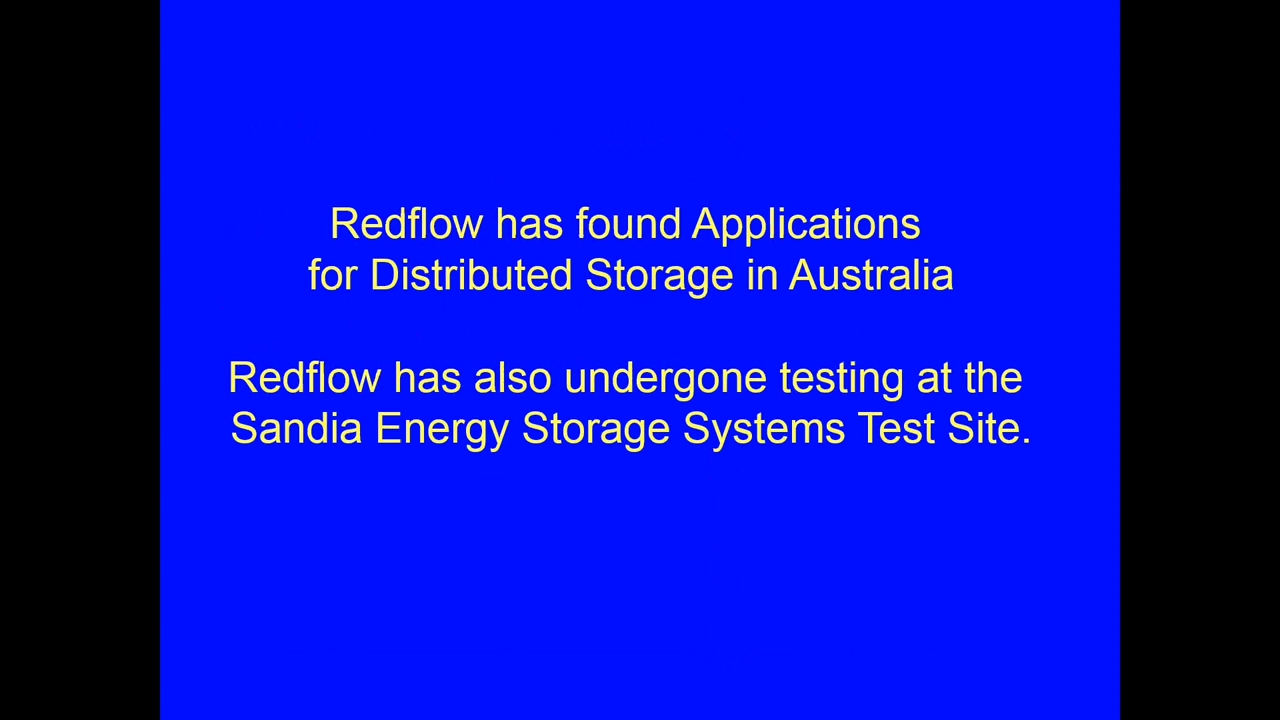 Redflow has found Applications
for Distributed Storage in Australia
Redflow has also undergone testing at the
Sandia Energy Storage Systems Test Site.